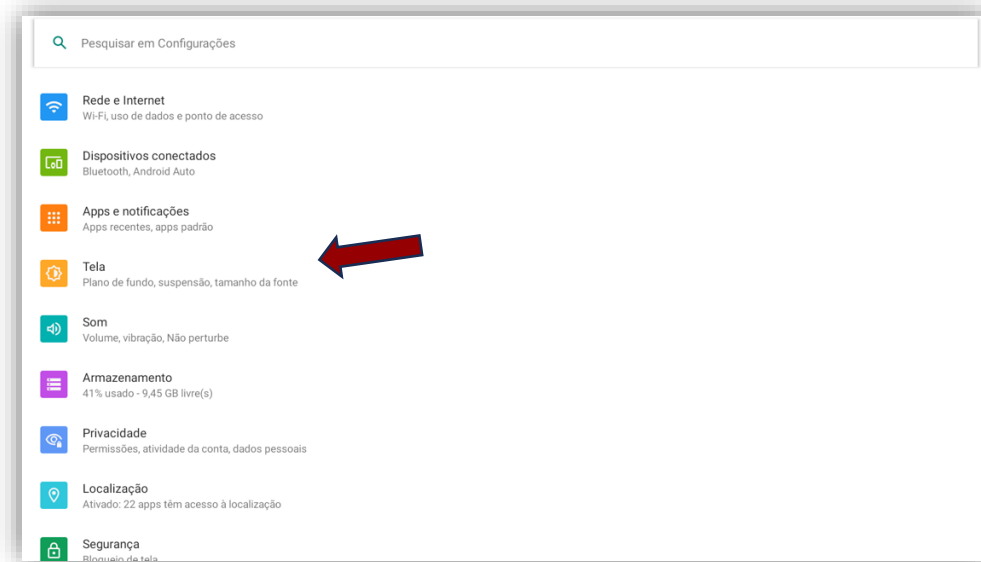 Pesquisar em Configurações
Rede e Internet
Wi-Fi, uso de dados e ponto de acesso
Dispositivos conectados
Bluetooth, Android Auto
Apps e notificações
Apps recentes, apps padrão
Tela
Plano de fundo, suspensão, tamanho da fonte
Som
Volume, vibração, Não perturbe
Armazenamento
41% usado - 9,45 GB livre(s)
Privacidade
Permissões, atividade da conta, dados pessoais
Localização
Ativado: 22 apps têm acesso à localização
Segurança
Bloqueio de tela